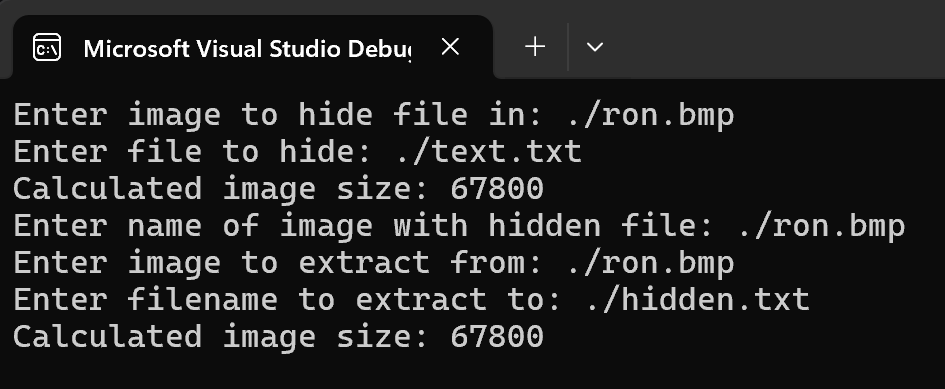 Microsoft Visual Studio Debug
Enter image to hide file in: ./ron.bmp
Enter file to hide: ./text.txt
Calculated image size: 67800
Enter name of image with hidden file: ./ron.bmp
Enter image to extract from: ./ron.bmp
Enter filename to extract to: ./hidden.txt
Calculated image size: 67800